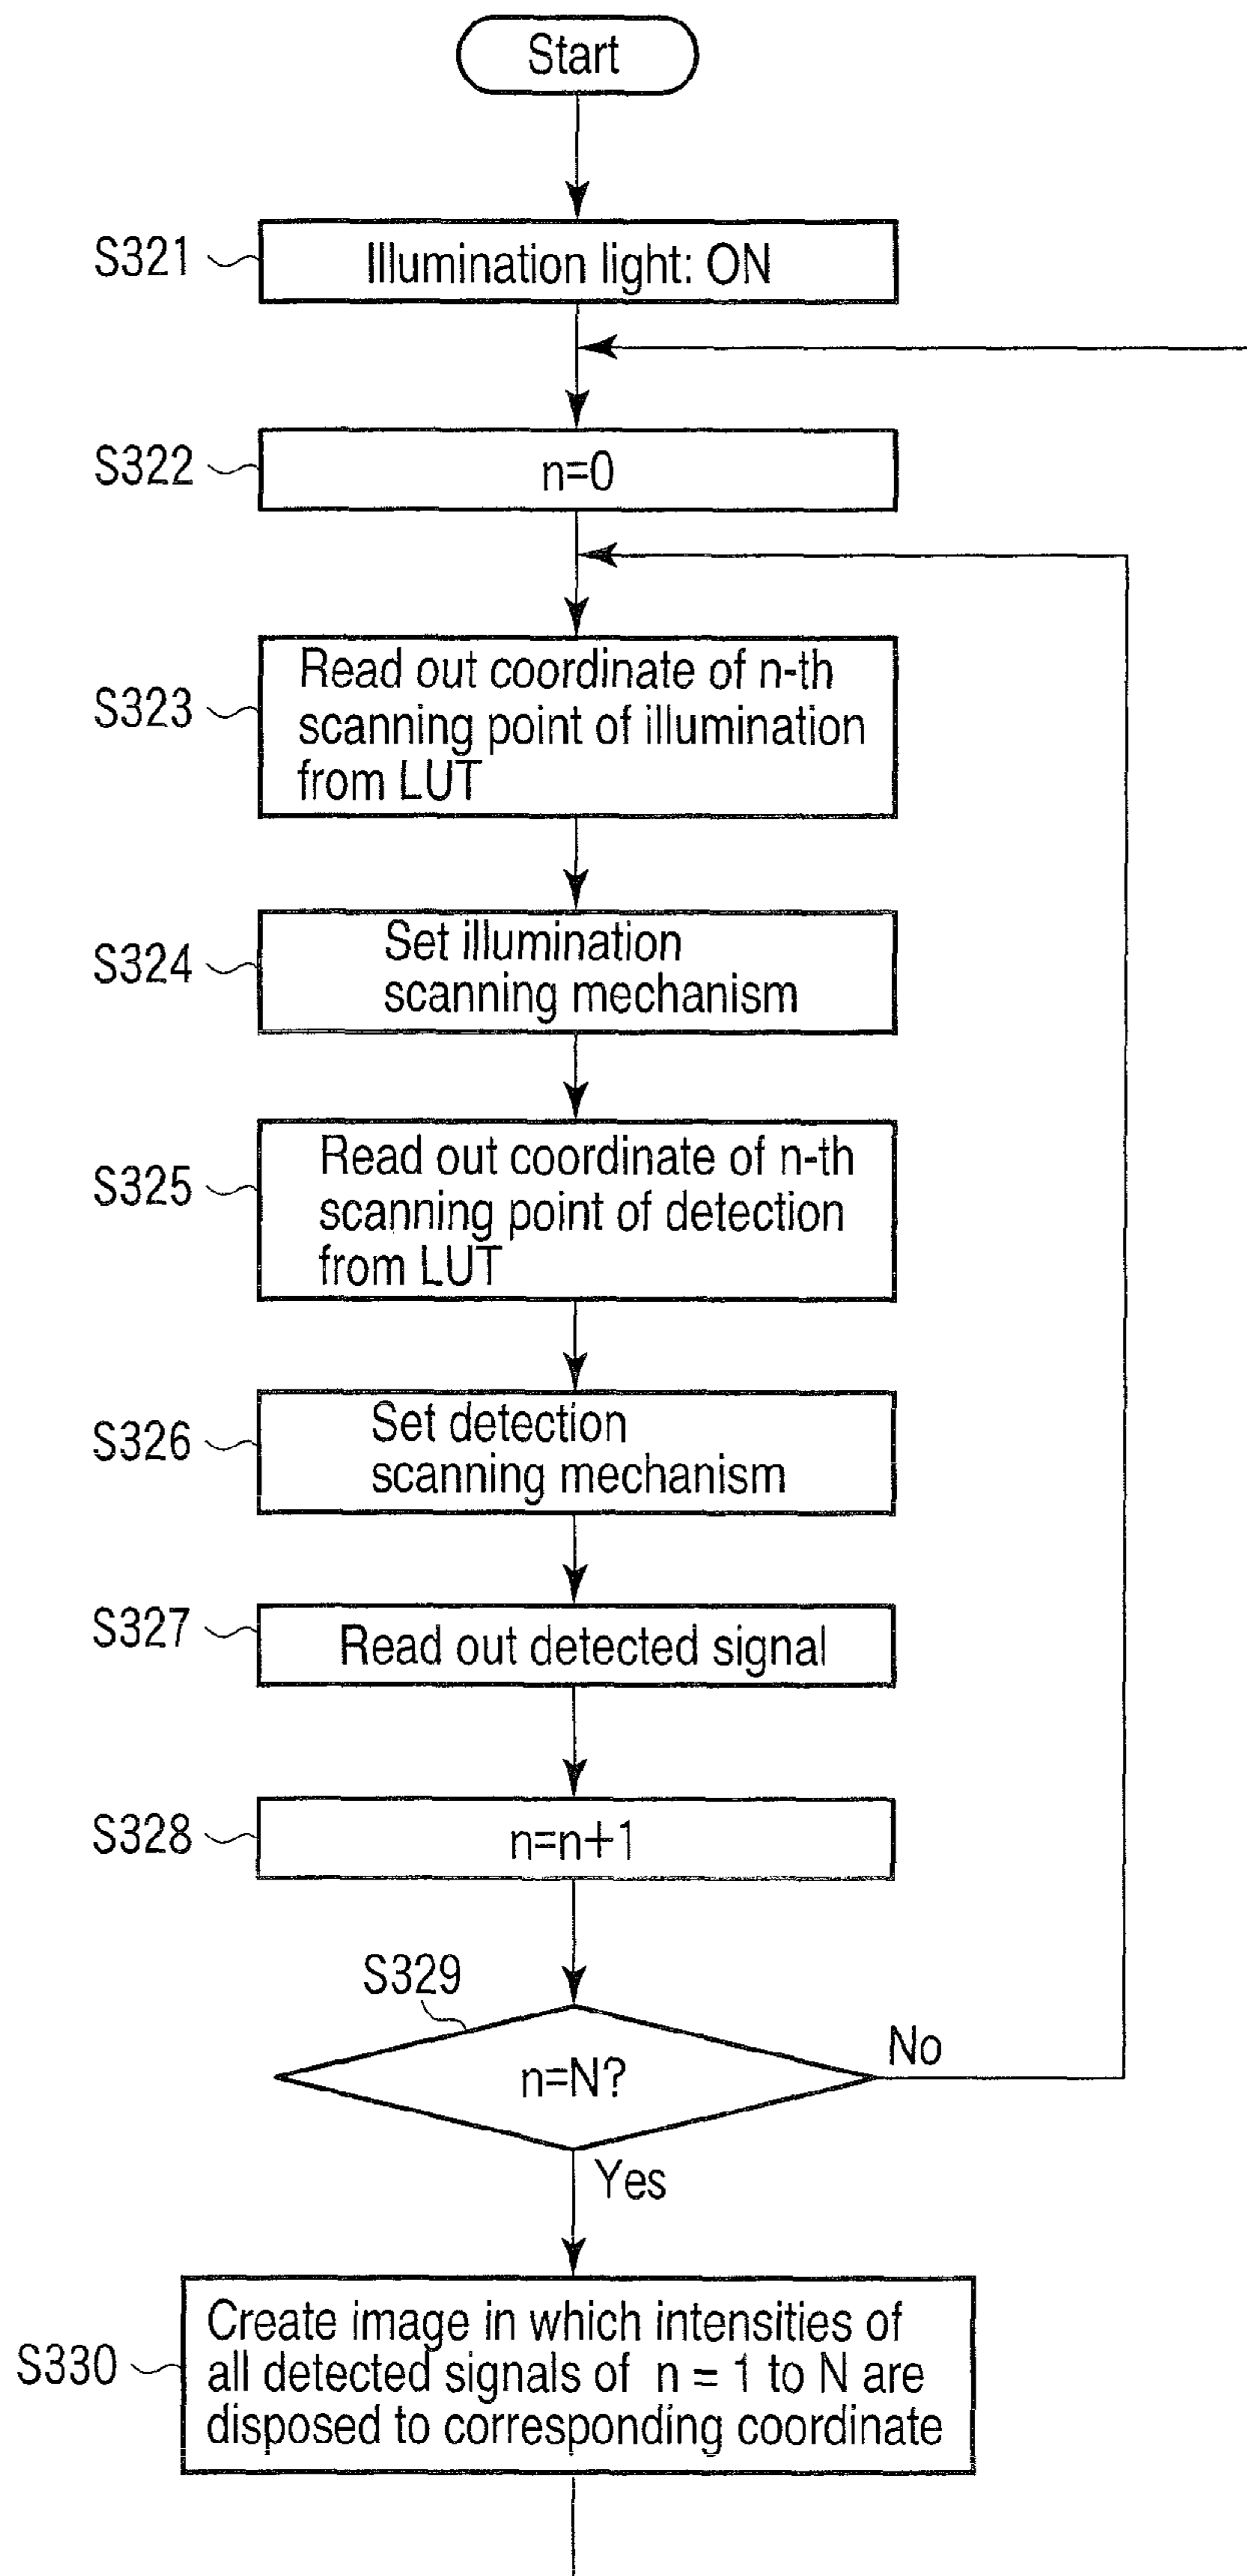 Start
S321
Illumination light: ON
S322
n=0
S323
Read out coordinate of n-th
scanning point of illumination
from LUT
S324
Set illumination
scanning mechanism
S325
Read out coordinate of n-th
scanning point of detection
from LUT
S326
Set detection
scanning mechanism
S327
Read out detected signal
S328
n=n+1
S329
n=N?
No
Yes
S330
Create image in which intensities of
all detected signals of n = 1 to N are
disposed to corresponding coordinate